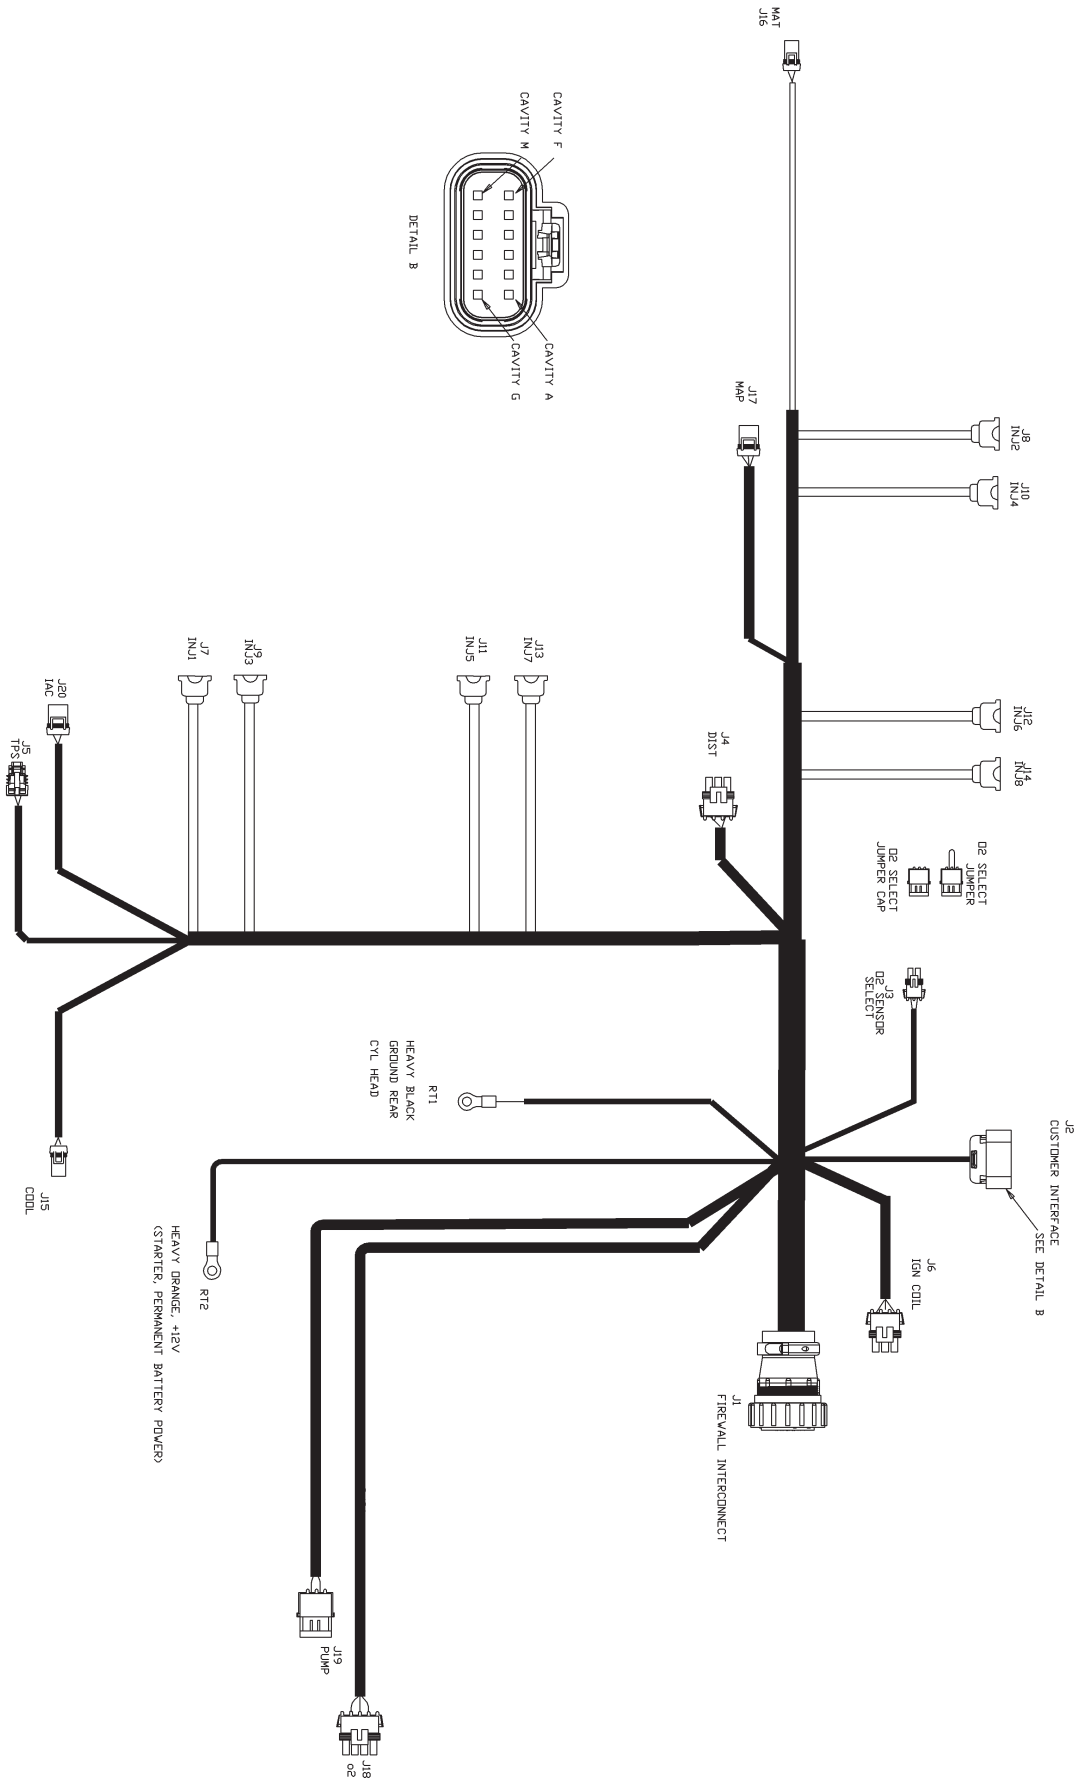 MAT
J16
CAVITY F
CAVITY M
CAVITY A
CAVITY G
DETAIL B
J17
MAP
J8
INJ2
J10
INJ4
J12
INJ6
J14
INJ8
J4
DIST
O2 SELECT
JUMPER
O2 SELECT
JUMPER CAP
J7
INJ1
J9
INJ3
J11
INJ5
J13
INJ7
J20
IAC
J5
TPS
J15
COOL
J3
O2 SENSOR
SELECT
J2
CUSTOMER INTERFACE
SEE DETAIL B
J6
IGN COIL
RT1
HEAVY BLACK
GROUND REAR
CYL HEAD
RT2
HEAVY ORANGE, +12V
(STARTER, PERMANENT BATTERY POWER)
J1
FIREWALL INTERCONNECT
J19
PUMP
J18
o2